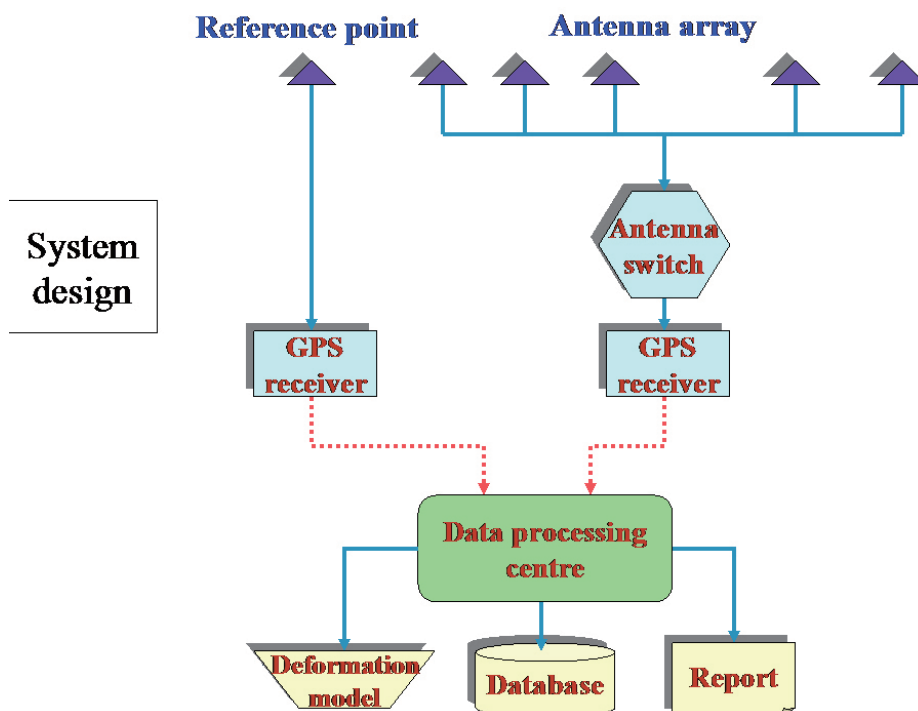 Reference point
Antenna array
System
design
Antenna
switch
GPS
receiver
GPS
receiver
Data processing
centre
Deformation
model
Database
Report